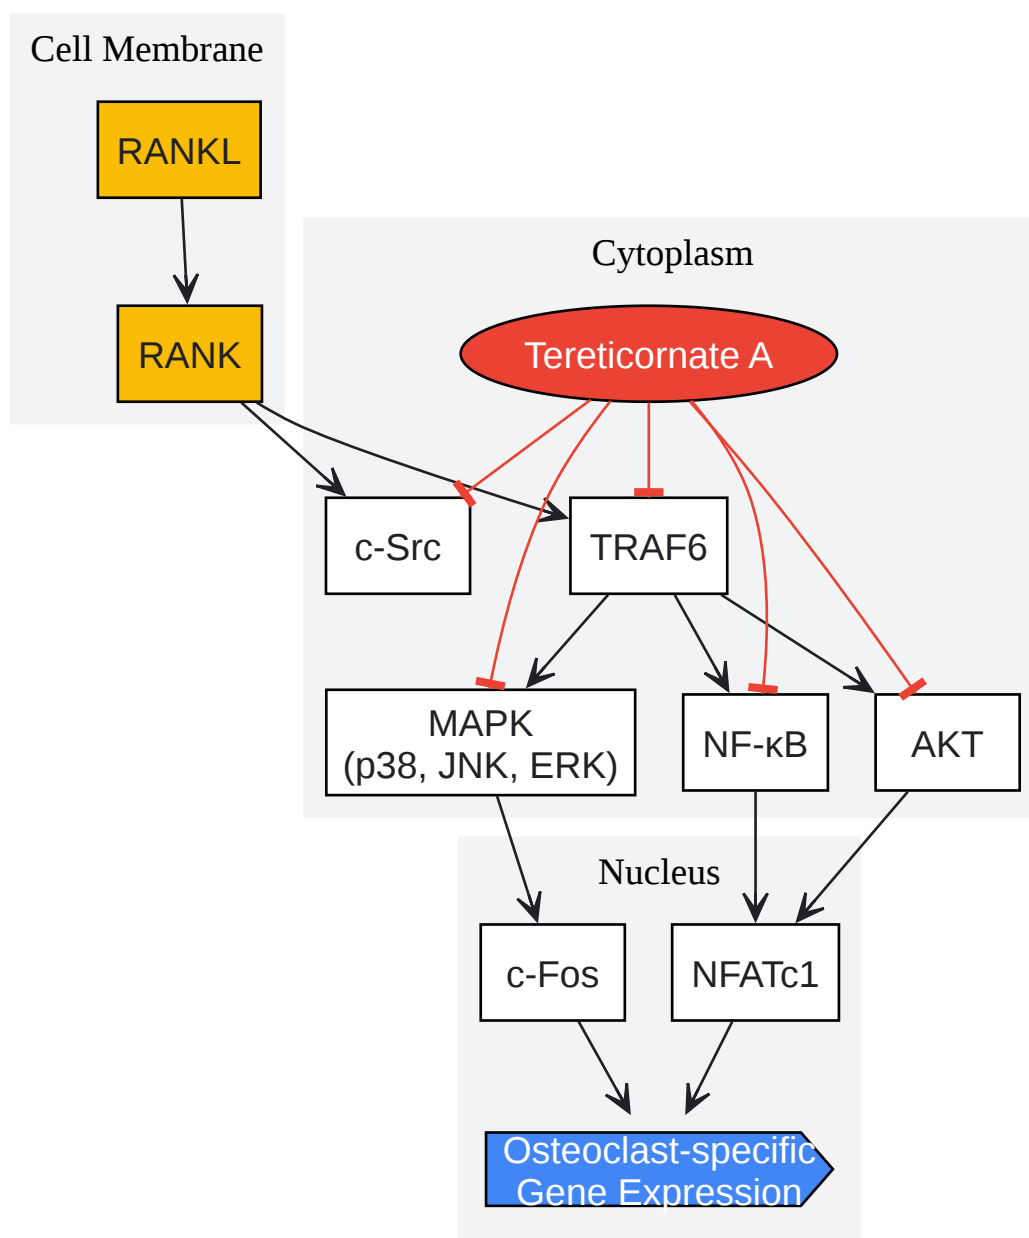 Cell Membrane
RANKL
Cytoplasm
RANK
Tereticornate A
c-Src
TRAF6
MAPK
(p38, JNK, ERK)
NF-κB
AKT
Nucleus
c-Fos
NFATc1
Osteoclast-specific
Gene Expression